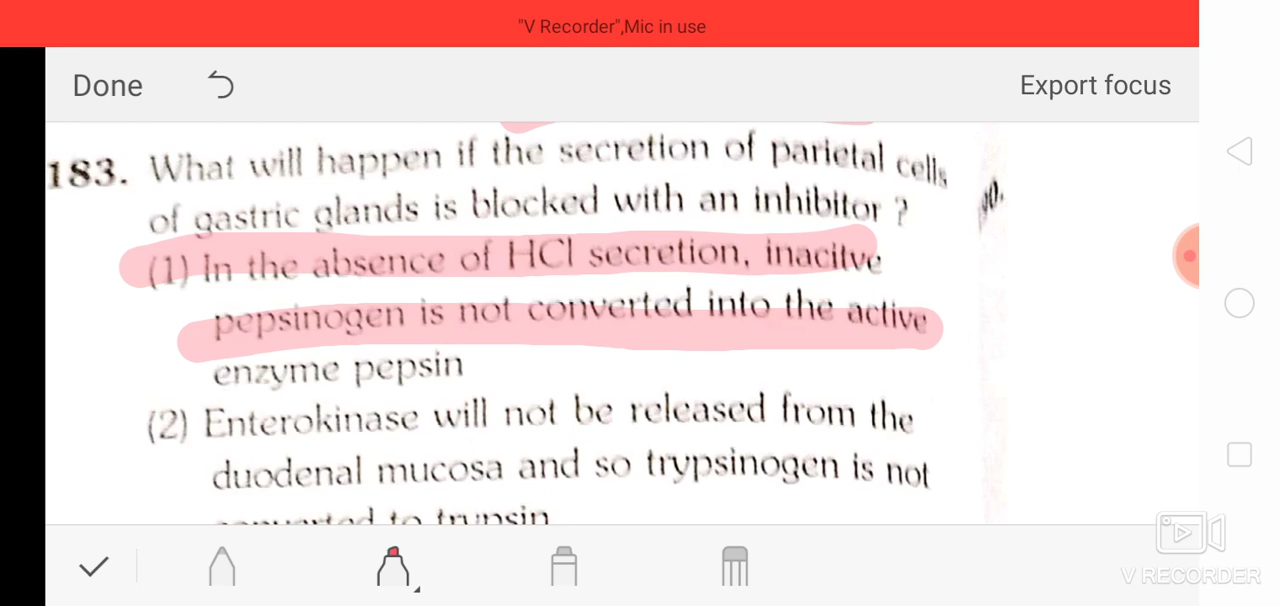 "V Recorder",Mic in use
Done
Export focus
183. What will happen if the secretion of parietal cells
of gastric glands is blocked with an inhibitor ?
(1) In the absence of HCl secretion, inacitve
pepsinogen is not converted into the active
enzyme pepsin
(2) Enterokinase will not be released from the
duodenal mucosa and so trypsinogen is not
converted to trypsin
V RECORDER